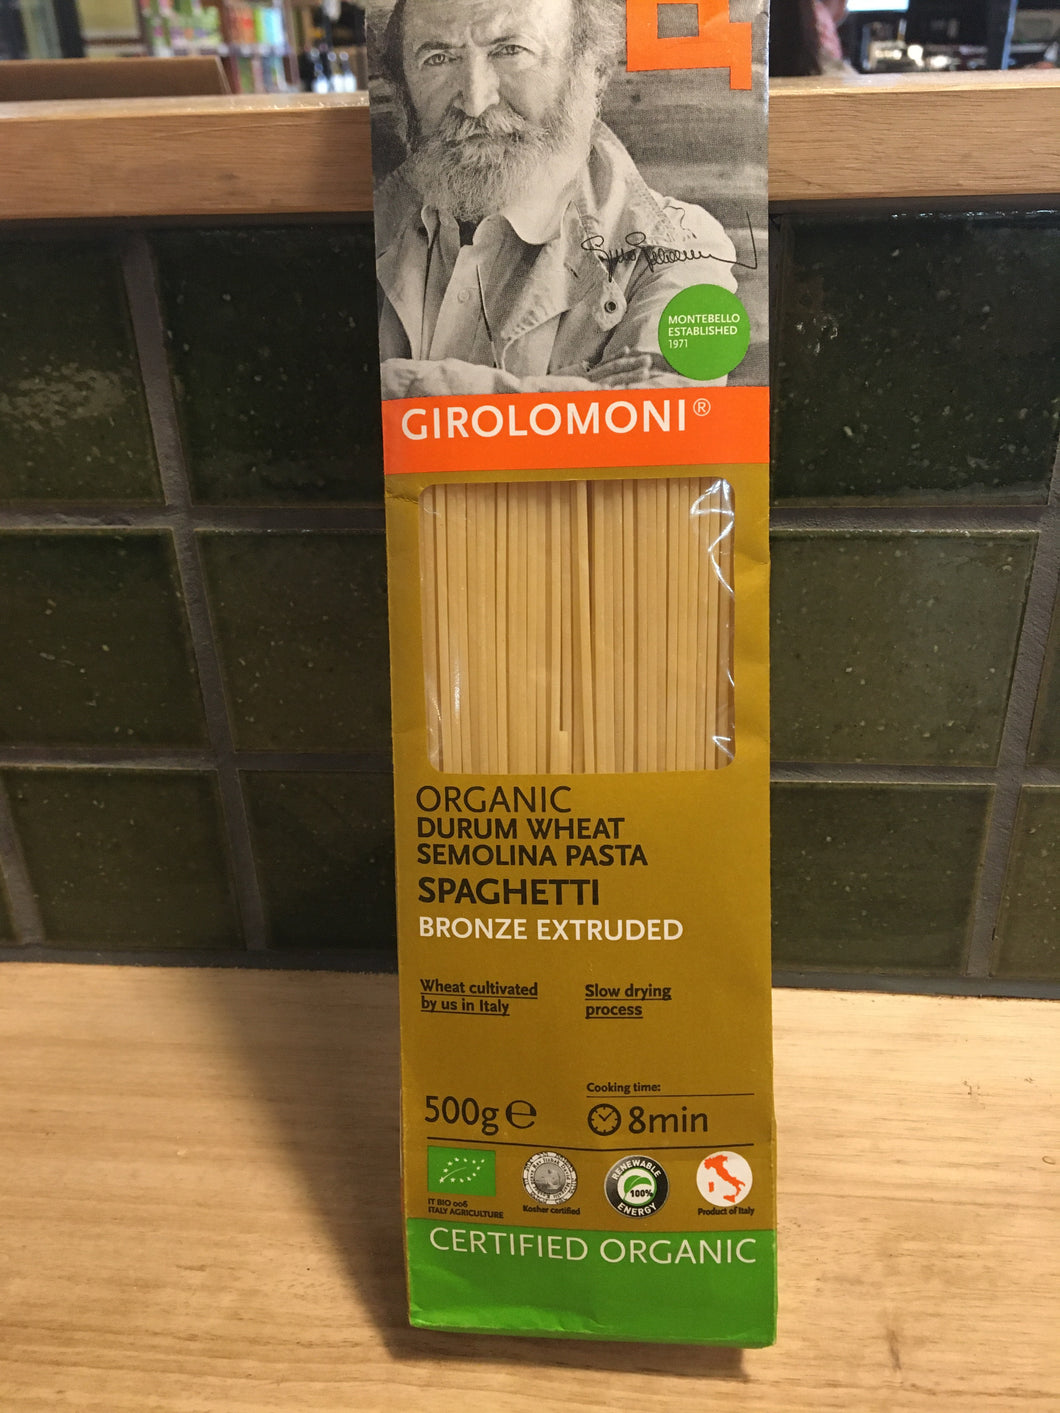 MONTEBELLO
ESTABLISHED
1971
GIROLOMONI®
ORGANIC
DURUM WHEAT
SEMOLINA PASTA
SPAGHETTI
BRONZE EXTRUDED
Wheat cultivated
by us in Italy
Slow drying
process
Cooking time:
500g ℮
8min
RENEWABLE
100%
ENERGY
IT BIO 006
ITALY AGRICULTURE
Kosher certified
Product of Italy
CERTIFIED ORGANIC